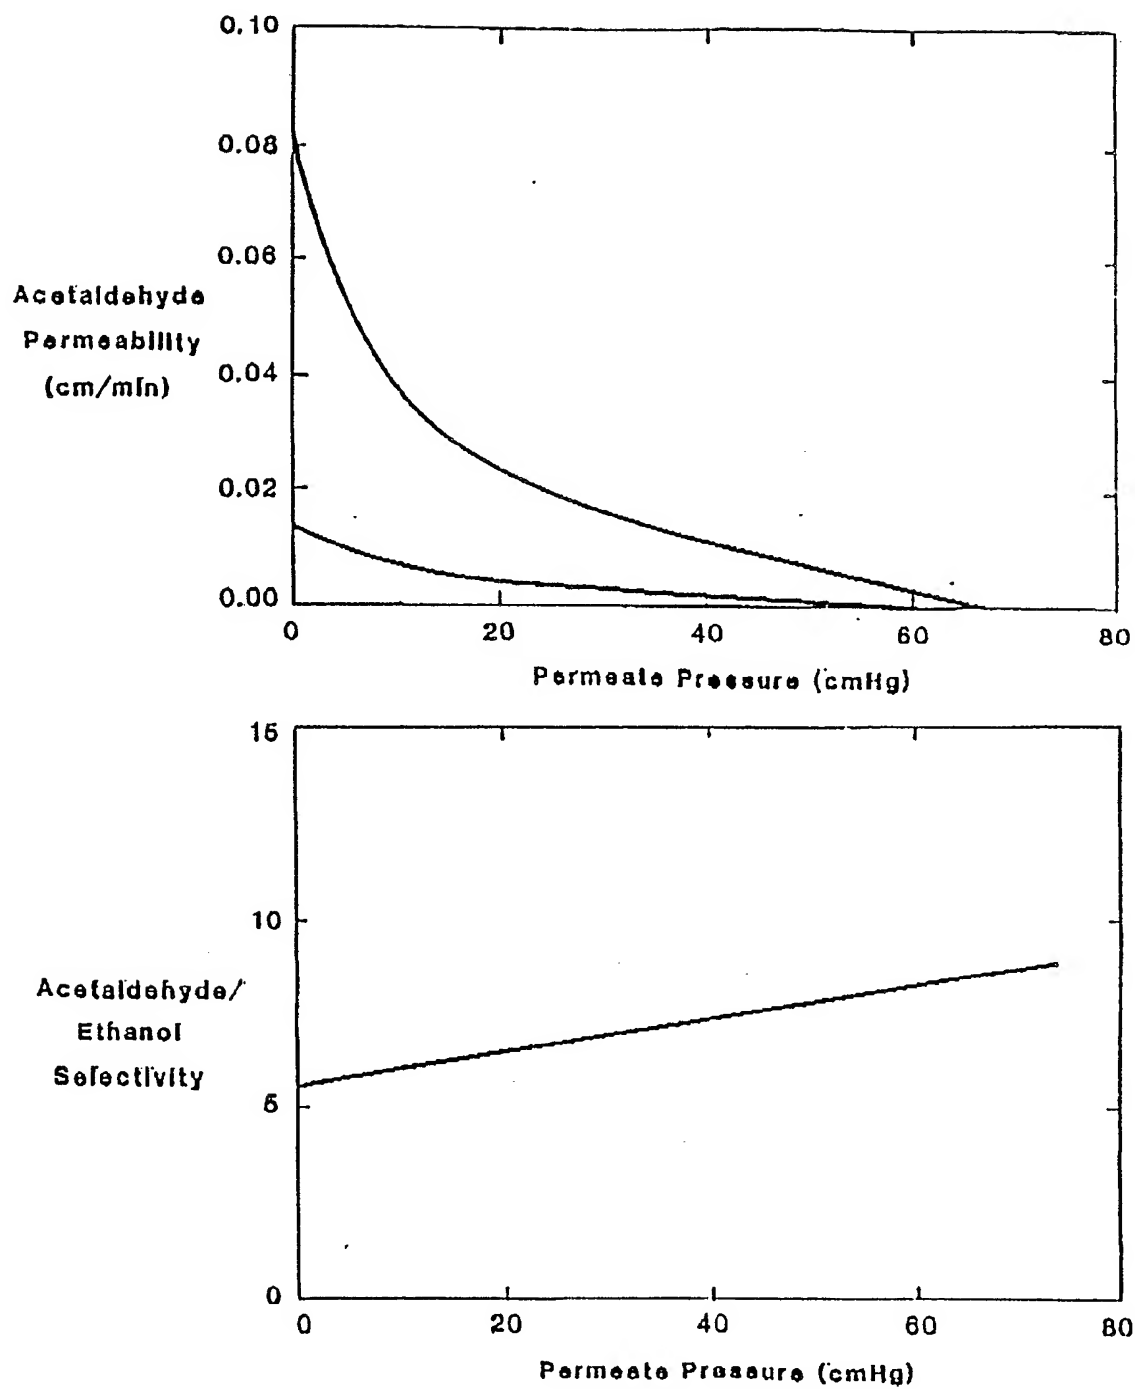 0.10
0.08
0.06
0.04
0.02
0.00
Acetaldehyde
Permeability
(cm/min)
0 20 40 60 80
Permeate Pressure (cmHg)
15
10
5
0
Acetaldehyde/
Ethanol
Selectivity
0 20 40 60 80
Permeate Pressure (cmHg)